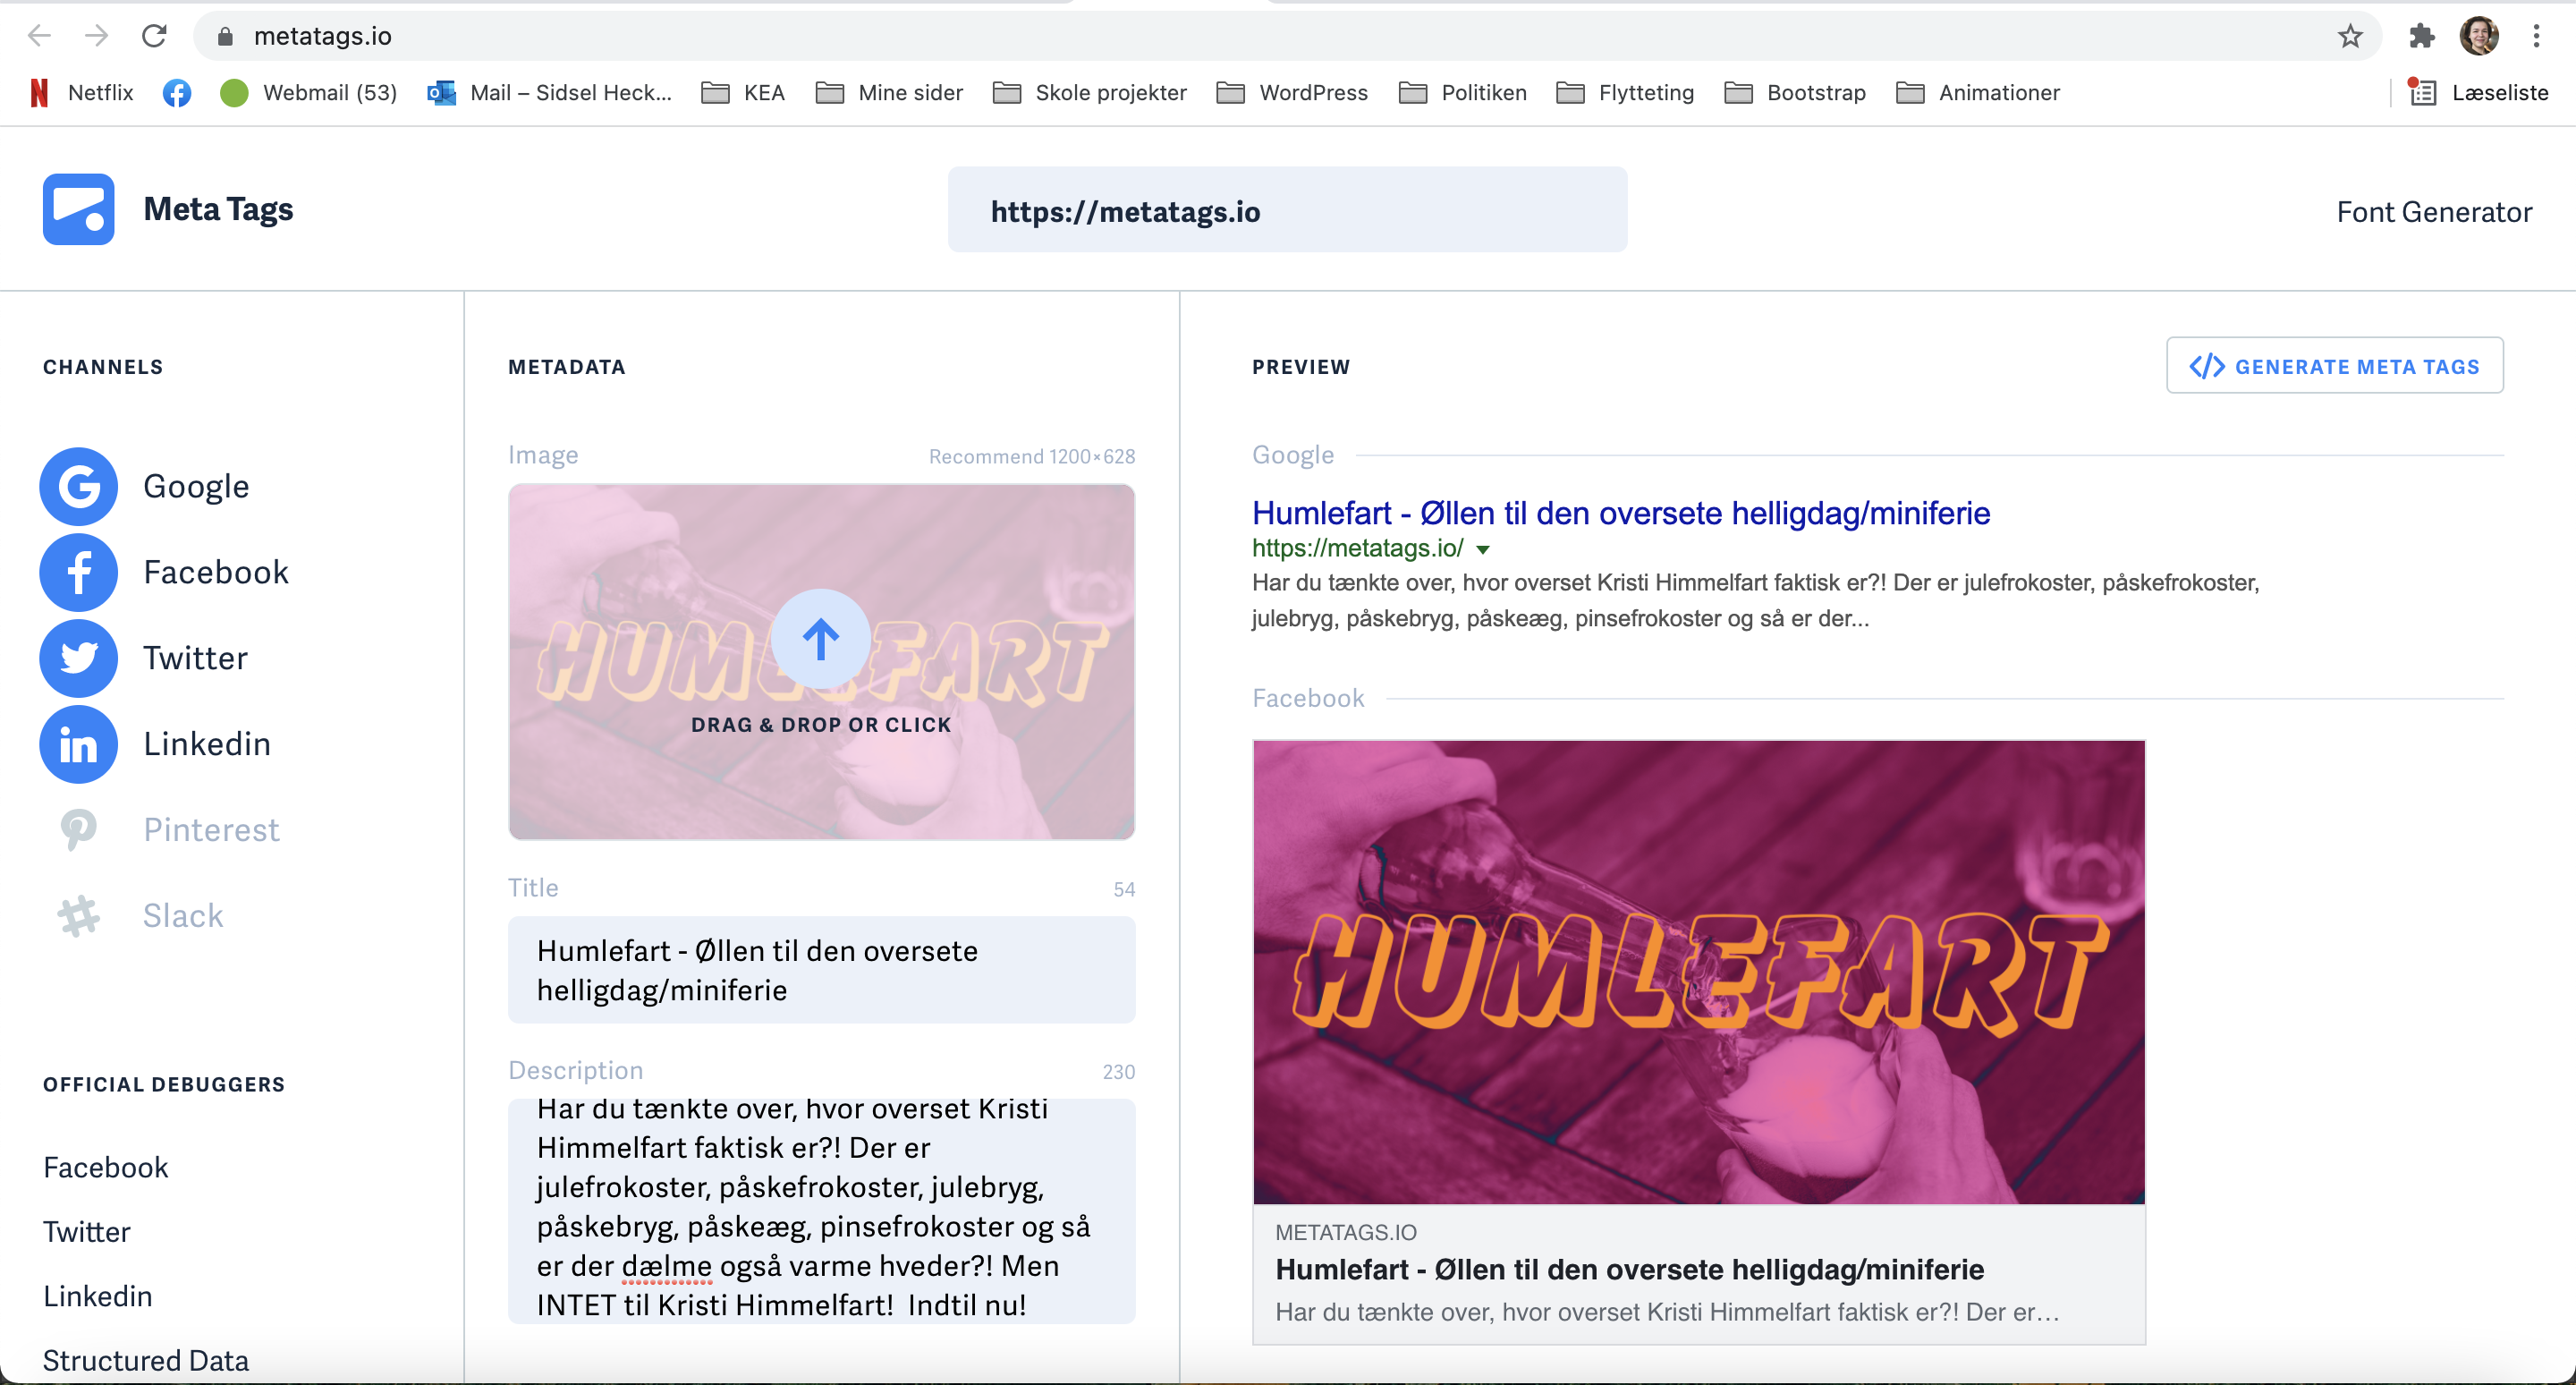 metatags.io
Netflix
Webmail (53)
Mail – Sidsel Heck...
KEA
Mine sider
Skole projekter
WordPress
Politiken
Flytteting
Bootstrap
Animationer
Læseliste
Meta Tags
https://metatags.io
Font Generator
CHANNELS
Google
Facebook
Twitter
Linkedin
Pinterest
Slack
OFFICIAL DEBUGGERS
Facebook
Twitter
Linkedin
Structured Data
METADATA
Image
Recommend 1200×628
HUMLEFART
DRAG & DROP OR CLICK
Title
54
Humlefart - Øllen til den oversete
helligdag/miniferie
Description
230
Har du tænkte over, hvor overset Kristi
Himmelfart faktisk er?! Der er
julefrokoster, påskefrokoster, julebryg,
påskebryg, påskeæg, pinsefrokoster og så
er der dælme også varme hveder?! Men
INTET til Kristi Himmelfart!  Indtil nu!
PREVIEW
</> GENERATE META TAGS
Google
Humlefart - Øllen til den oversete helligdag/miniferie
https://metatags.io/
Har du tænkte over, hvor overset Kristi Himmelfart faktisk er?! Der er julefrokoster, påskefrokoster,
julebryg, påskebryg, påskeæg, pinsefrokoster og så er der...
Facebook
HUMLEFART
METATAGS.IO
Humlefart - Øllen til den oversete helligdag/miniferie
Har du tænkte over, hvor overset Kristi Himmelfart faktisk er?! Der er...